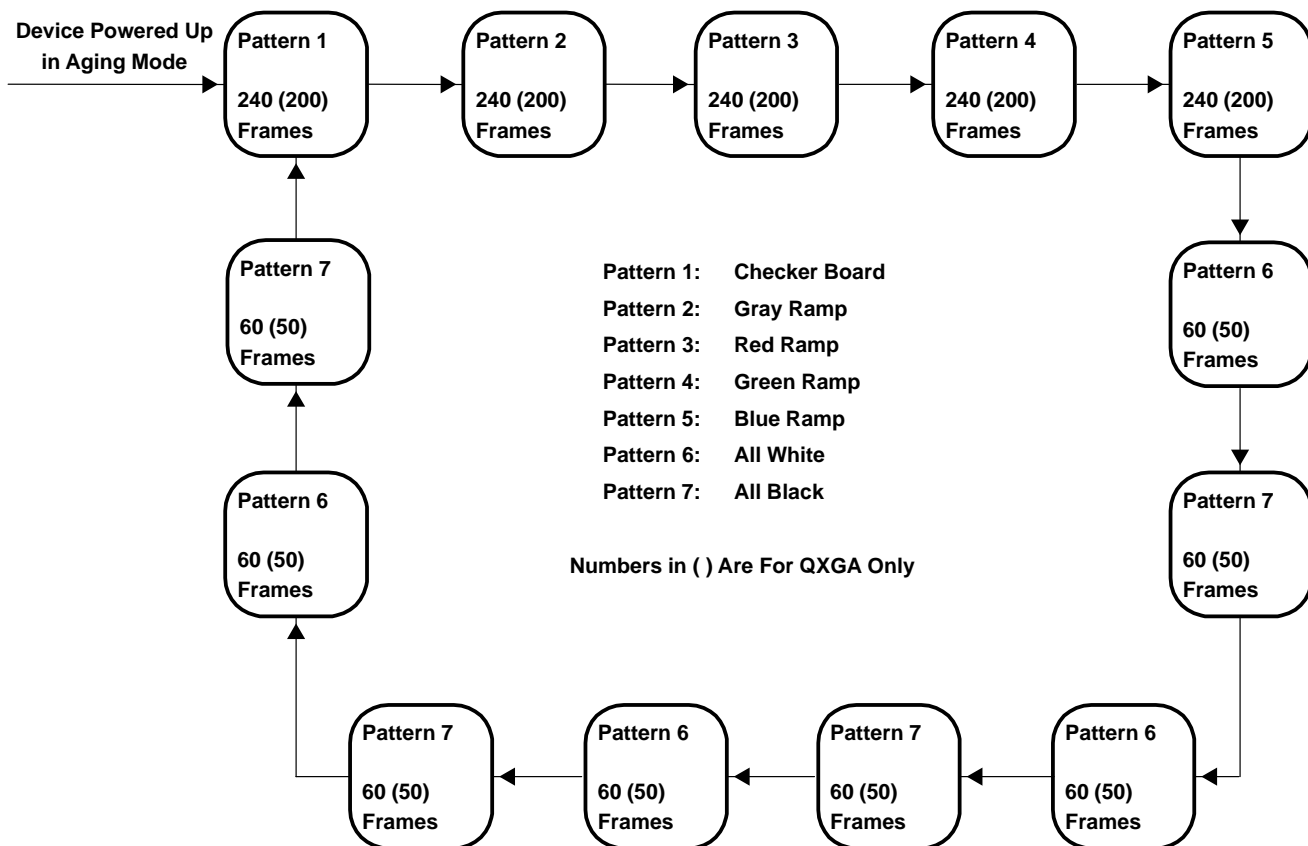 Device Powered Up
in Aging Mode
Pattern 1
240 (200)
Frames
Pattern 2
240 (200)
Frames
Pattern 3
240 (200)
Frames
Pattern 4
240 (200)
Frames
Pattern 5
240 (200)
Frames
Pattern 6
60 (50)
Frames
Pattern 7
60 (50)
Frames
Pattern 6
60 (50)
Frames
Pattern 7
60 (50)
Frames
Pattern 6
60 (50)
Frames
Pattern 7
60 (50)
Frames
Pattern 6
60 (50)
Frames
Pattern 7
60 (50)
Frames
Pattern 1: Checker Board
Pattern 2: Gray Ramp
Pattern 3: Red Ramp
Pattern 4: Green Ramp
Pattern 5: Blue Ramp
Pattern 6: All White
Pattern 7: All Black
Numbers in ( ) Are For QXGA Only